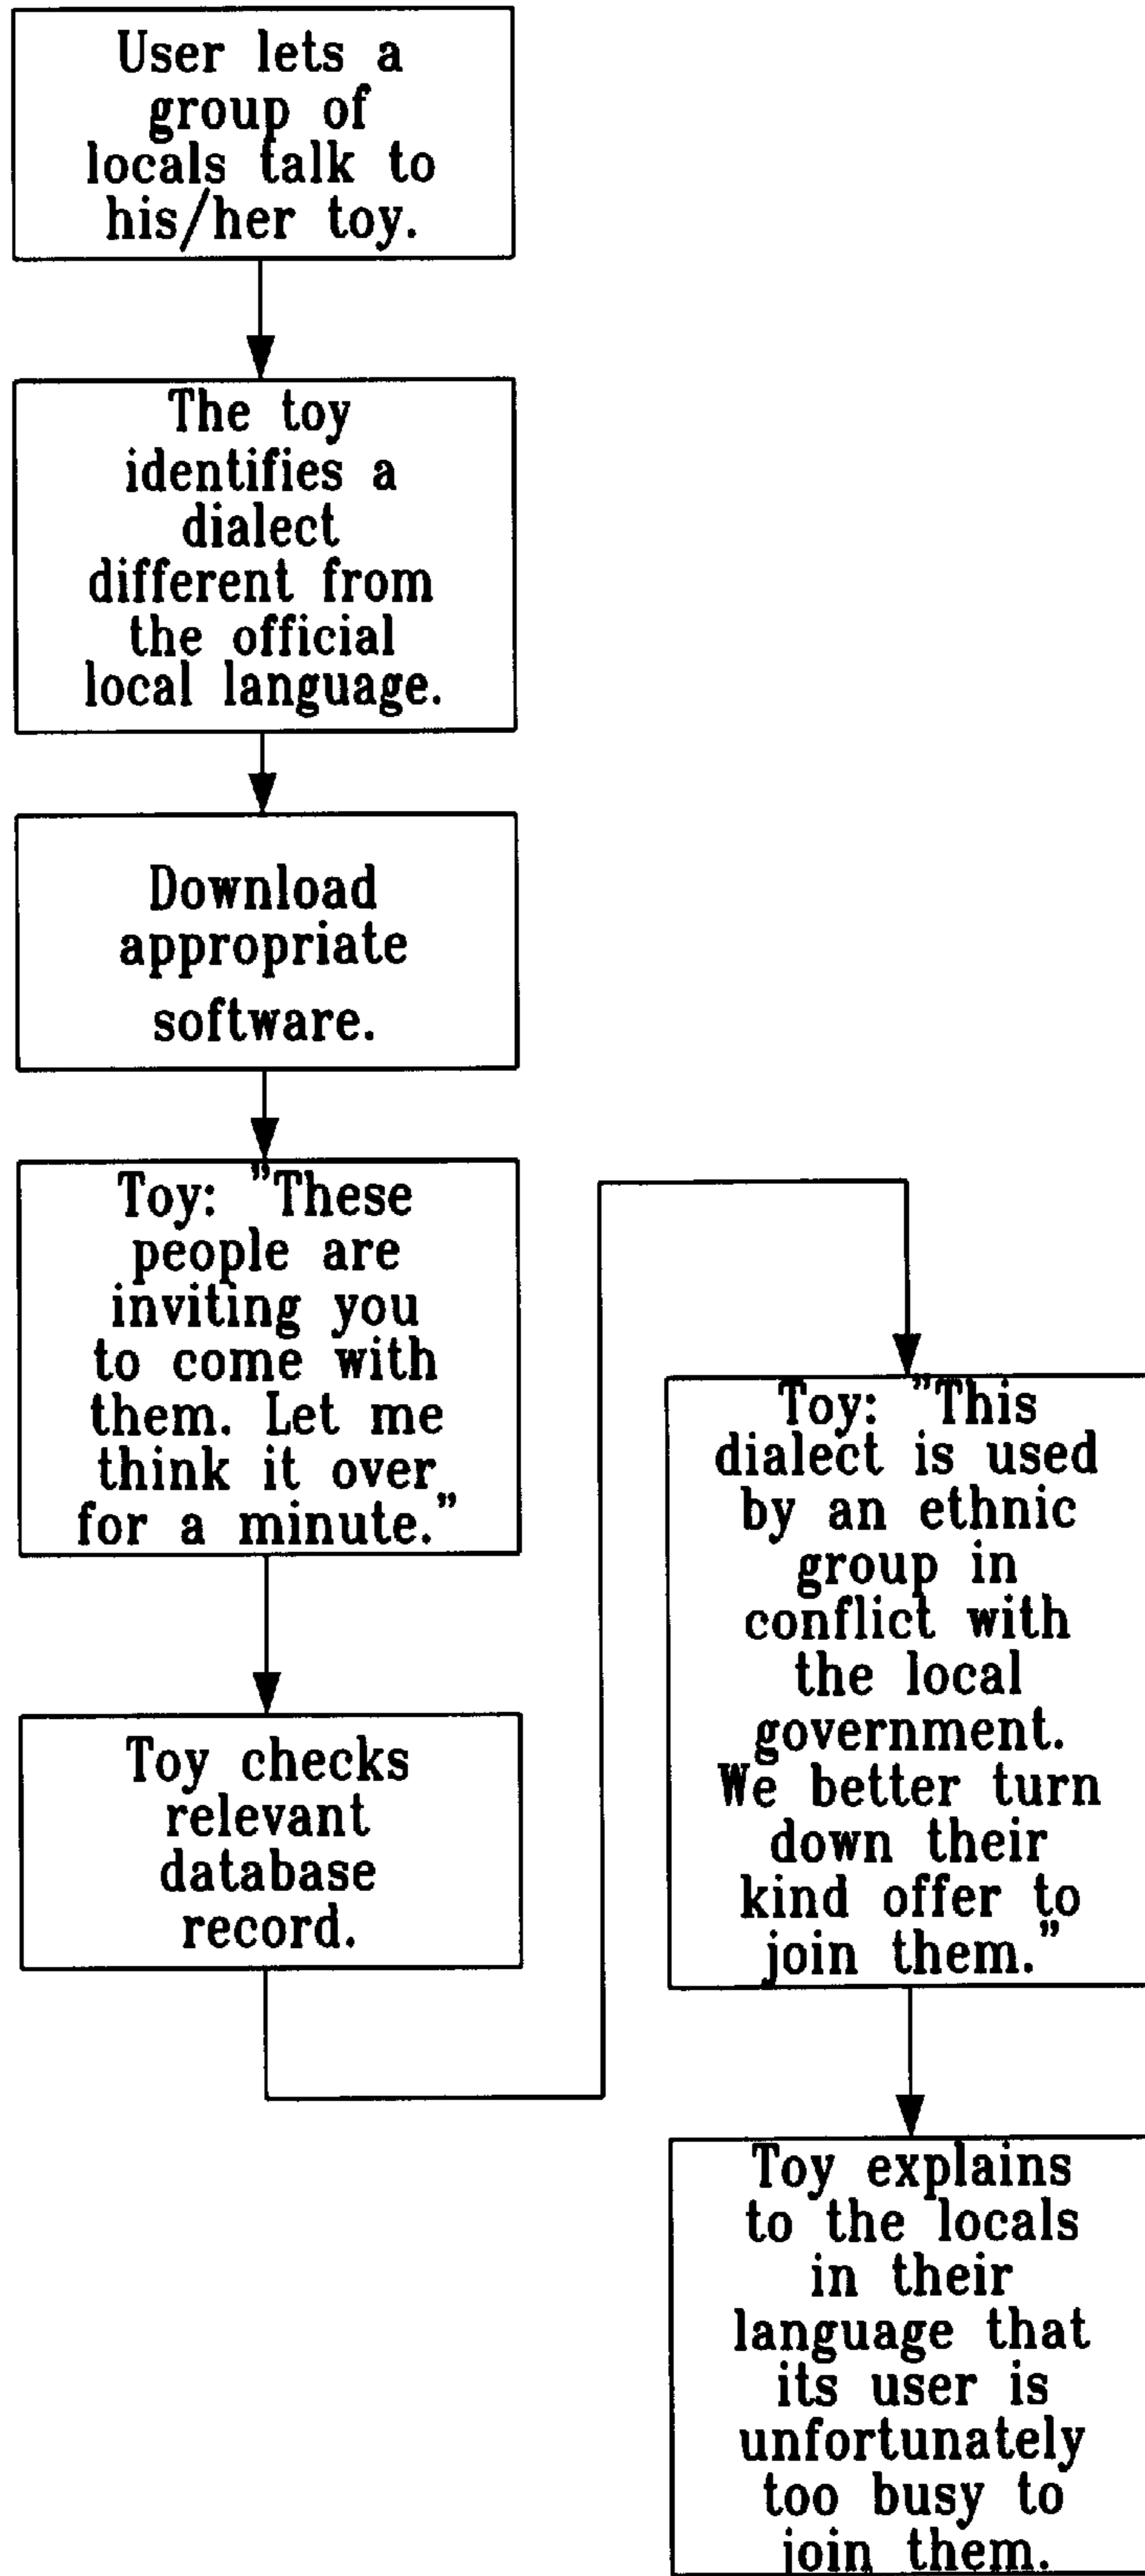 User lets a
group of
locals talk to
his/her toy.
The toy
identifies a
dialect
different from
the official
local language.
Download
appropriate
software.
Toy: "These
people are
inviting you
to come with
them. Let me
think it over
for a minute."
Toy checks
relevant
database
record.
Toy: "This
dialect is used
by an ethnic
group in
conflict with
the local
government.
We better turn
down their
kind offer to
join them."
Toy explains
to the locals
in their
language that
its user is
unfortunately
too busy to
join them.